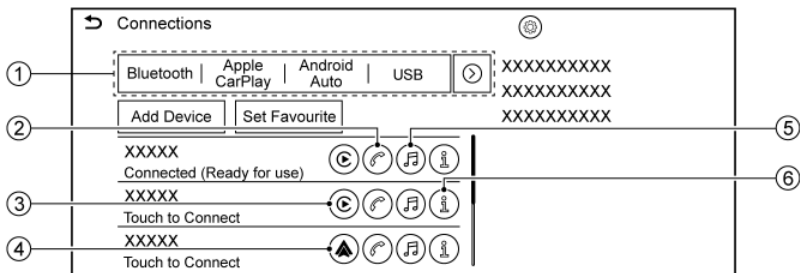 Connections
Bluetooth | Apple CarPlay | Android Auto | USB
XXXXXXXXXX
XXXXXXXXXX
XXXXXXXXXX
Add Device
Set Favourite
XXXXX
Connected (Ready for use)
XXXXX
Touch to Connect
XXXXX
Touch to Connect
1
2
3
4
5
6